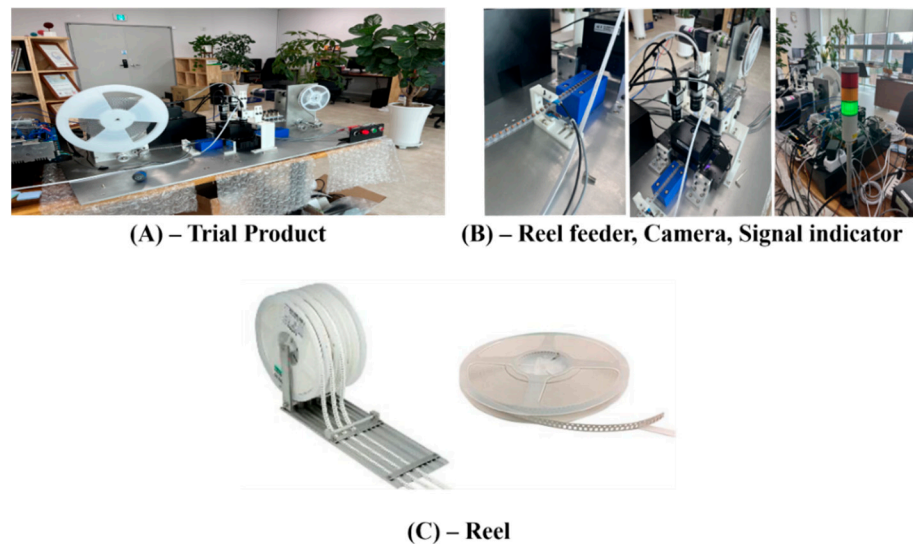 (A) – Trial Product
(B) – Reel feeder, Camera, Signal indicator
(C) – Reel